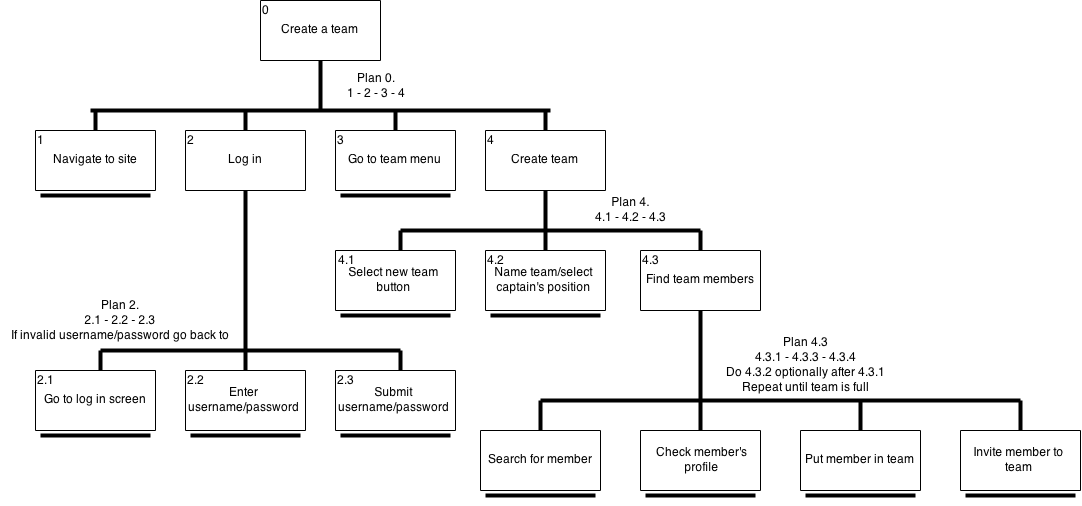 0
Create a team
Plan 0.
1 - 2 - 3 - 4
1
Navigate to site
2
Log in
3
Go to team menu
4
Create team
Plan 4.
4.1 - 4.2 - 4.3
4.1
Select new team
button
4.2
Name team/select
captain's position
4.3
Find team members
Plan 2.
2.1 - 2.2 - 2.3
If invalid username/password go back to
2.1
Go to log in screen
2.2
Enter
username/password
2.3
Submit
username/password
Plan 4.3
4.3.1 - 4.3.3 - 4.3.4
Do 4.3.2 optionally after 4.3.1
Repeat until team is full
Search for member
Check member's
profile
Put member in team
Invite member to
team